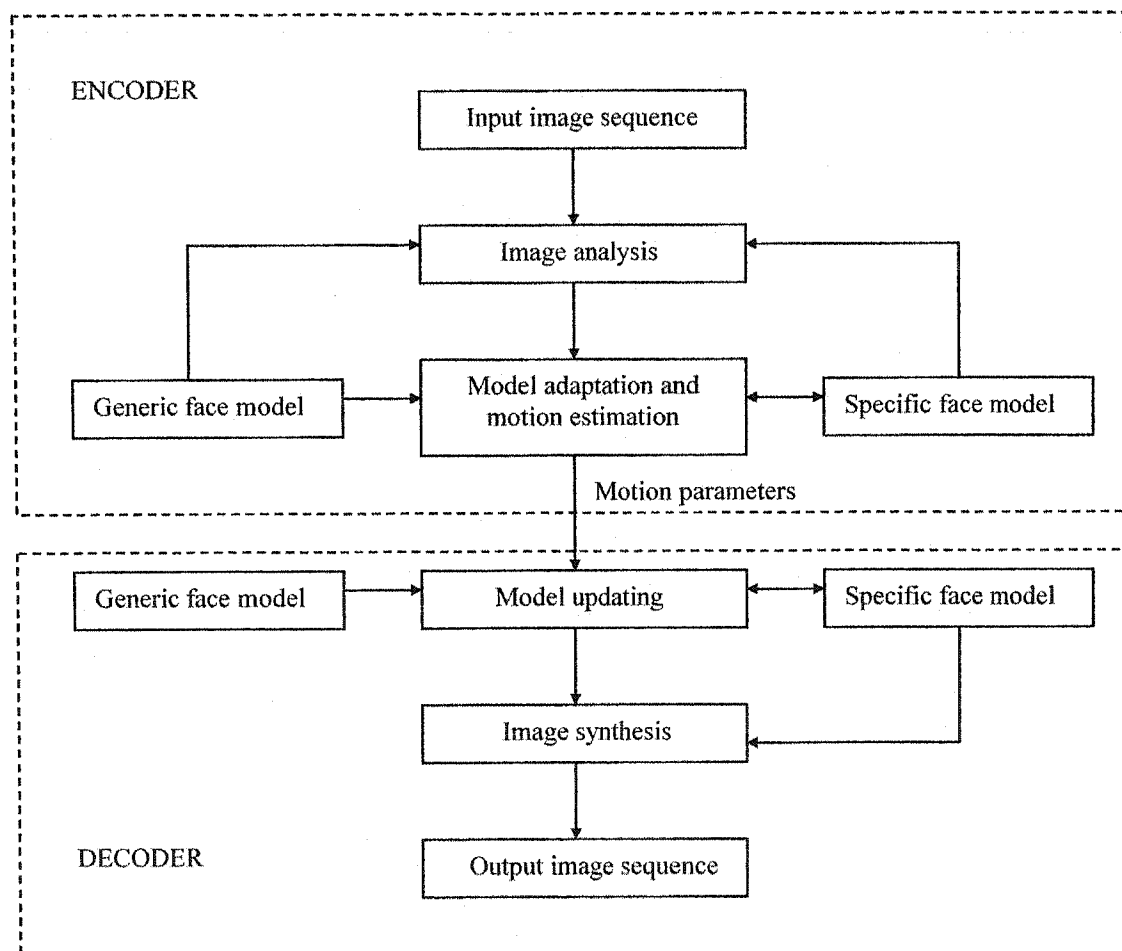 ENCODER
Input image sequence
Image analysis
Generic face model
Model adaptation and
motion estimation
Specific face model
Motion parameters
Generic face model
Model updating
Specific face model
Image synthesis
DECODER
Output image sequence